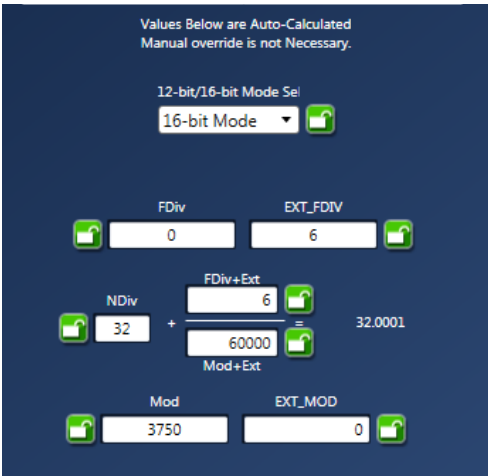 Values Below are Auto-Calculated
Manual override is not Necessary.
12-bit/16-bit Mode Sel
16-bit Mode
FDiv EXT_FDIV
0 6
FDiv+Ext
6
NDiv
32 + = 32.0001
60000
Mod+Ext
Mod EXT_MOD
3750 0